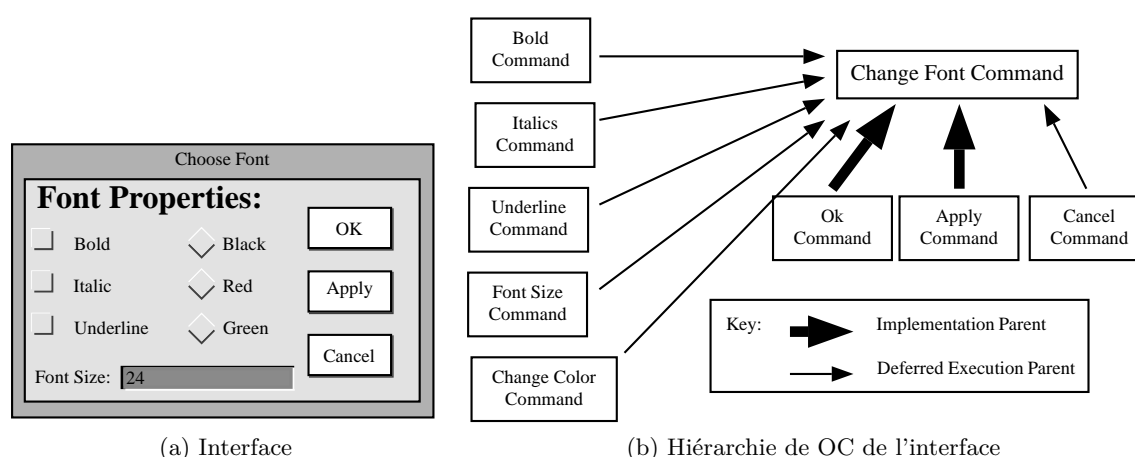 Choose Font
Font Properties:
Bold
Black
OK
Italic
Red
Apply
Underline
Green
Cancel
Font Size:
24
(a) Interface
Bold
Command
Italics
Command
Underline
Command
Font Size
Command
Change Color
Command
Change Font Command
Ok
Command
Apply
Command
Cancel
Command
Key:
Implementation Parent
Deferred Execution Parent
(b) Hiérarchie de OC de l'interface